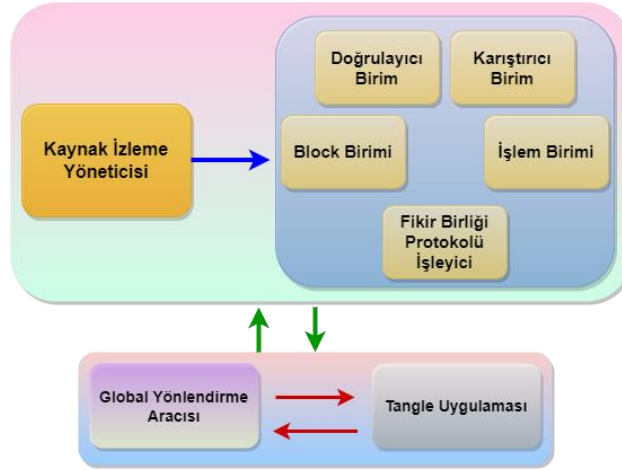 Doğrulayıcı
Birim
Karıştırıcı
Birim
Kaynak İzleme
Yöneticisi
Block Birimi
İşlem Birimi
Fikir Birliği
Protokolü
İşleyici
Global Yönlendirme
Aracısı
Tangle Uygulaması